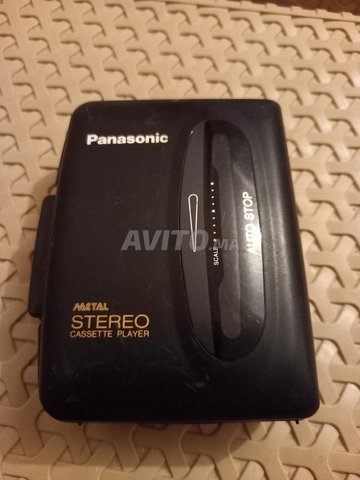 Panasonic
SCALE
AUTO STOP
AVITO.MA
METAL
STEREO
CASSETTE PLAYER